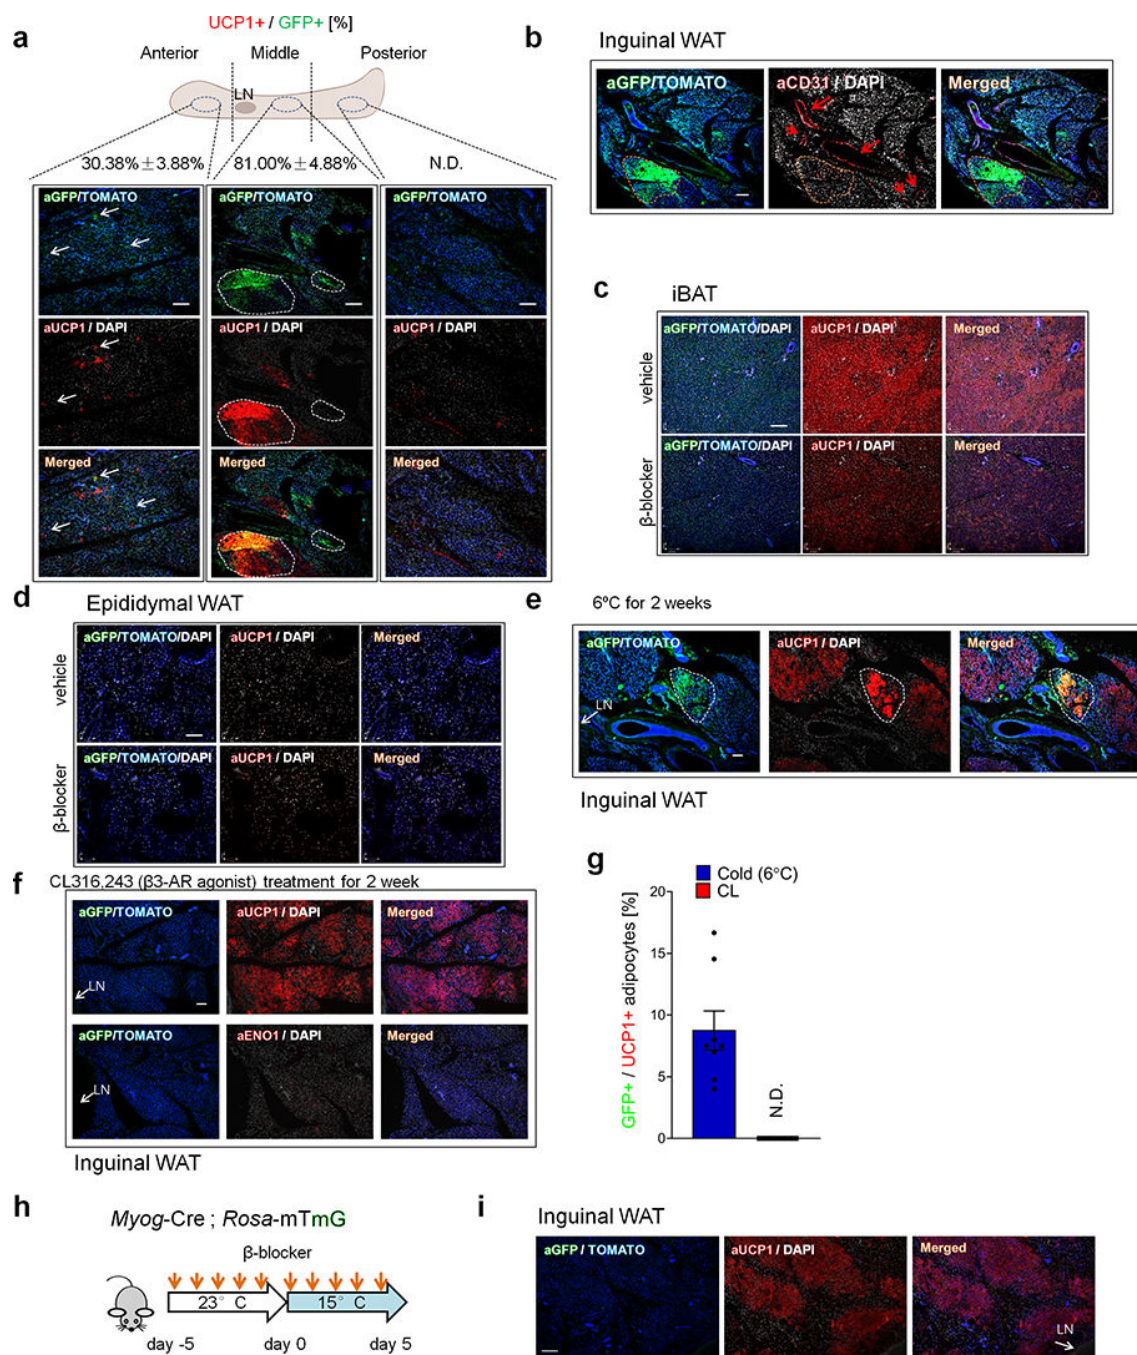 a
UCP1+ / GFP+ [%]
Anterior Middle Posterior
LN
30.38% ± 3.88% 81.00% ± 4.88% N.D.
aGFP/TOMATO aGFP/TOMATO aGFP/TOMATO
aUCP1 / DAPI aUCP1 / DAPI aUCP1 / DAPI
Merged Merged Merged
b
Inguinal WAT
aGFP/TOMATO aCD31 / DAPI Merged
c
iBAT
vehicle
aGFP/TOMATO/DAPI aUCP1 / DAPI Merged
β-blocker
aGFP/TOMATO/DAPI aUCP1 / DAPI Merged
d
Epididymal WAT
vehicle
aGFP/TOMATO/DAPI aUCP1 / DAPI Merged
β-blocker
aGFP/TOMATO/DAPI aUCP1 / DAPI Merged
e
6°C for 2 weeks
aGFP/TOMATO aUCP1 / DAPI Merged
LN
Inguinal WAT
f
CL316,243 (β3-AR agonist) treatment for 2 week
aGFP/TOMATO aUCP1 / DAPI Merged
LN
aGFP/TOMATO aENO1 / DAPI Merged
LN
Inguinal WAT
g
Cold (6°C)
CL
GFP+ / UCP1+ adipocytes [%]
20
15
10
5
0
N.D.
h
Myog-Cre ; Rosa-mTmG
β-blocker
23° C 15° C
day -5 day 0 day 5
i
Inguinal WAT
aGFP / TOMATO aUCP1 / DAPI Merged
LN